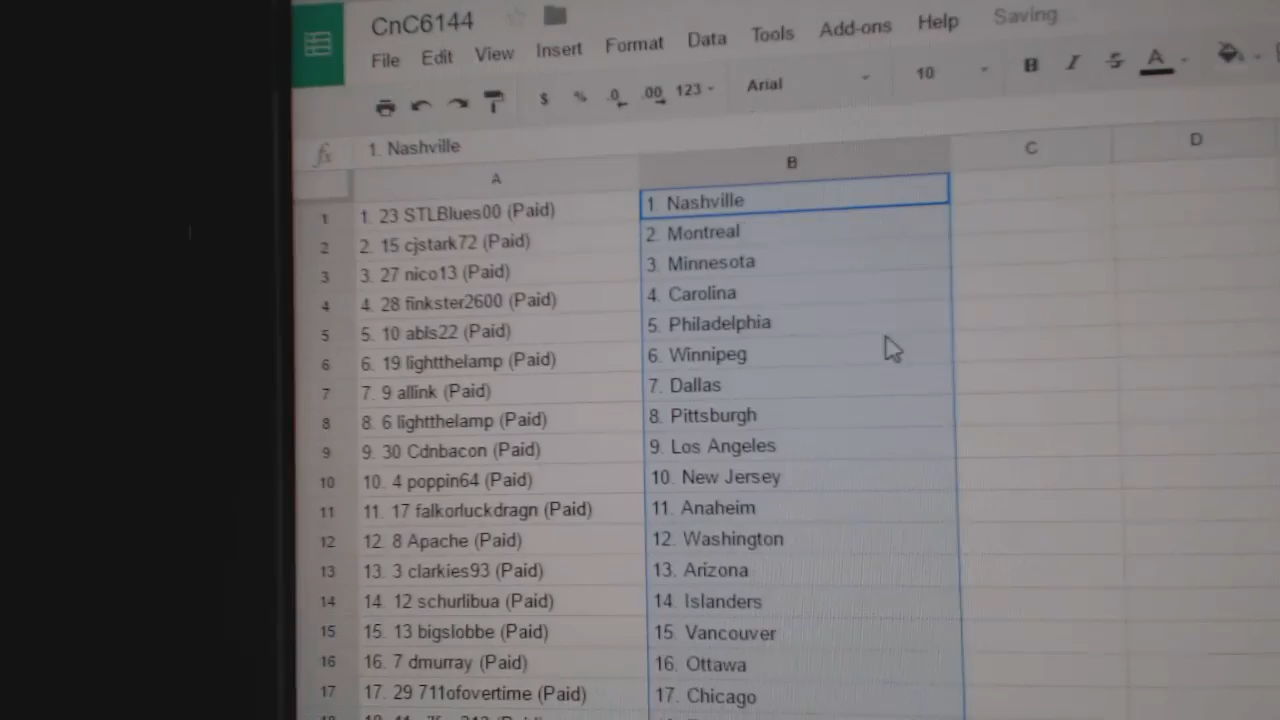 CnC6144
File Edit View Insert Format Data Tools Add-ons Help Saving
$ % .0 .00 123 Arial 10 B I S A
fx 1. Nashville
A B C D
1 1. 23 STLBlues00 (Paid) 1. Nashville
2 2. 15 cjstark72 (Paid) 2. Montreal
3 3. 27 nico13 (Paid) 3. Minnesota
4 4. 28 finkster2600 (Paid) 4. Carolina
5 5. 10 abls22 (Paid) 5. Philadelphia
6 6. 19 lightthelamp (Paid) 6. Winnipeg
7 7. 9 allink (Paid) 7. Dallas
8 8. 6 lightthelamp (Paid) 8. Pittsburgh
9 9. 30 Cdnbacon (Paid) 9. Los Angeles
10 10. 4 poppin64 (Paid) 10. New Jersey
11 11. 17 falkorluckdragn (Paid) 11. Anaheim
12 12. 8 Apache (Paid) 12. Washington
13 13. 3 clarkies93 (Paid) 13. Arizona
14 14. 12 schurlibua (Paid) 14. Islanders
15 15. 13 bigslobbe (Paid) 15. Vancouver
16 16. 7 dmurray (Paid) 16. Ottawa
17 17. 29 711ofovertime (Paid) 17. Chicago